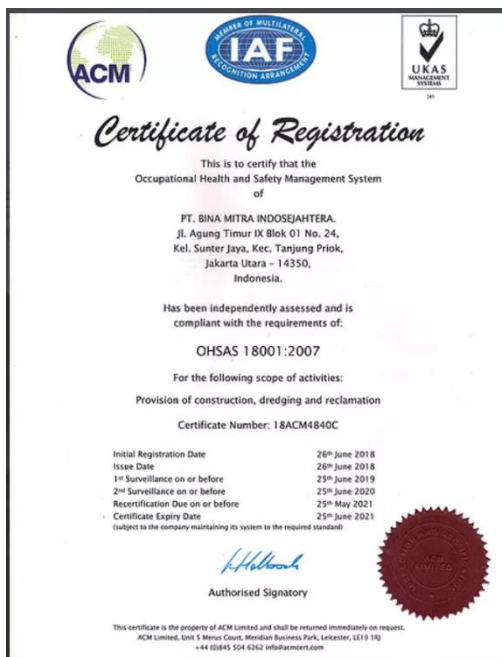 ACM
MEMBER OF MULTILATERAL
IAF
RECOGNITION ARRANGEMENT
UKAS
MANAGEMENT
SYSTEMS
Certificate of Registration
This is to certify that the
Occupational Health and Safety Management System
of
PT. BINA MITRA INDOSEJAHTERA.
Jl. Agung Timur IX Blok 01 No. 24,
Kel. Sunter Jaya, Kec. Tanjung Priok,
Jakarta Utara – 14350,
Indonesia.
Has been independently assessed and is
compliant with the requirements of:
OHSAS 18001:2007
For the following scope of activities:
Provision of construction, dredging and reclamation
Certificate Number: 18ACM4840C
Initial Registration Date 26th June 2018
Issue Date 26th June 2018
1st Surveillance on or before 25th June 2019
2nd Surveillance on or before 25th June 2020
Recertification Due on or before 25th May 2021
Certificate Expiry Date 25th June 2021
(subject to the company maintaining its system to the required standard)
Authorised Signatory
ACM
LIMITED
This certificate is the property of ACM Limited and shall be returned immediately on request.
ACM Limited, Unit 5 Merus Court, Meridian Business Park, Leicester, LE19 1RJ
+44 (0)845 504 6262 info@acmcert.com